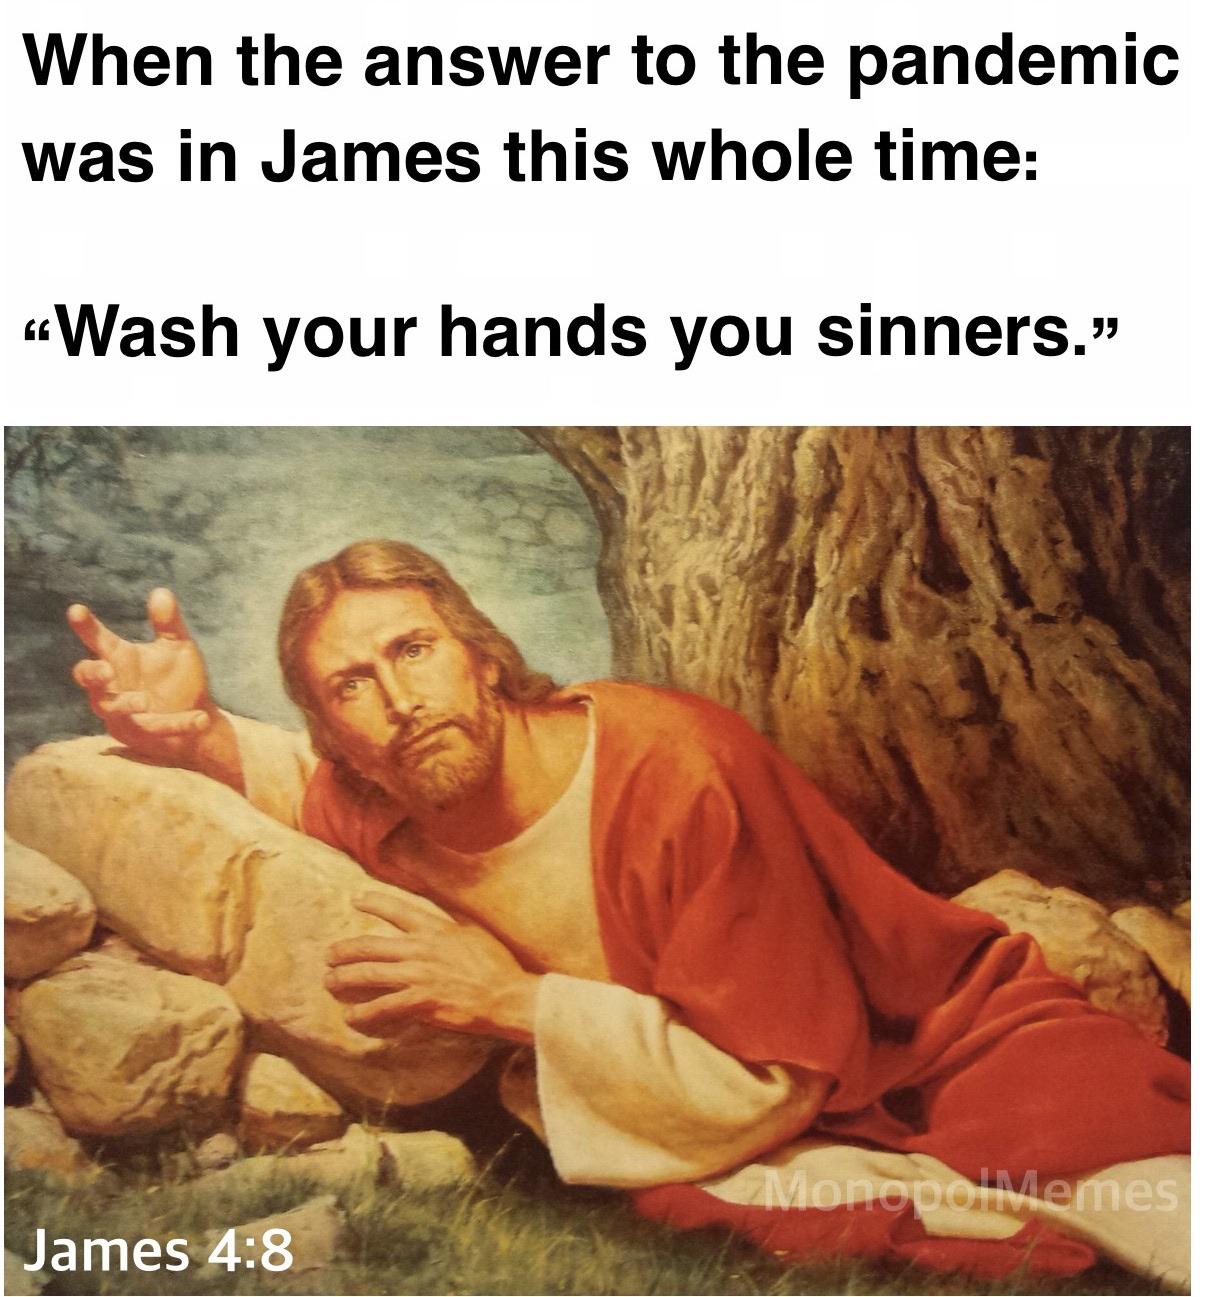 When the answer to the pandemic
was in James this whole time:
“Wash your hands you sinners.”
MonopolMemes
James 4:8